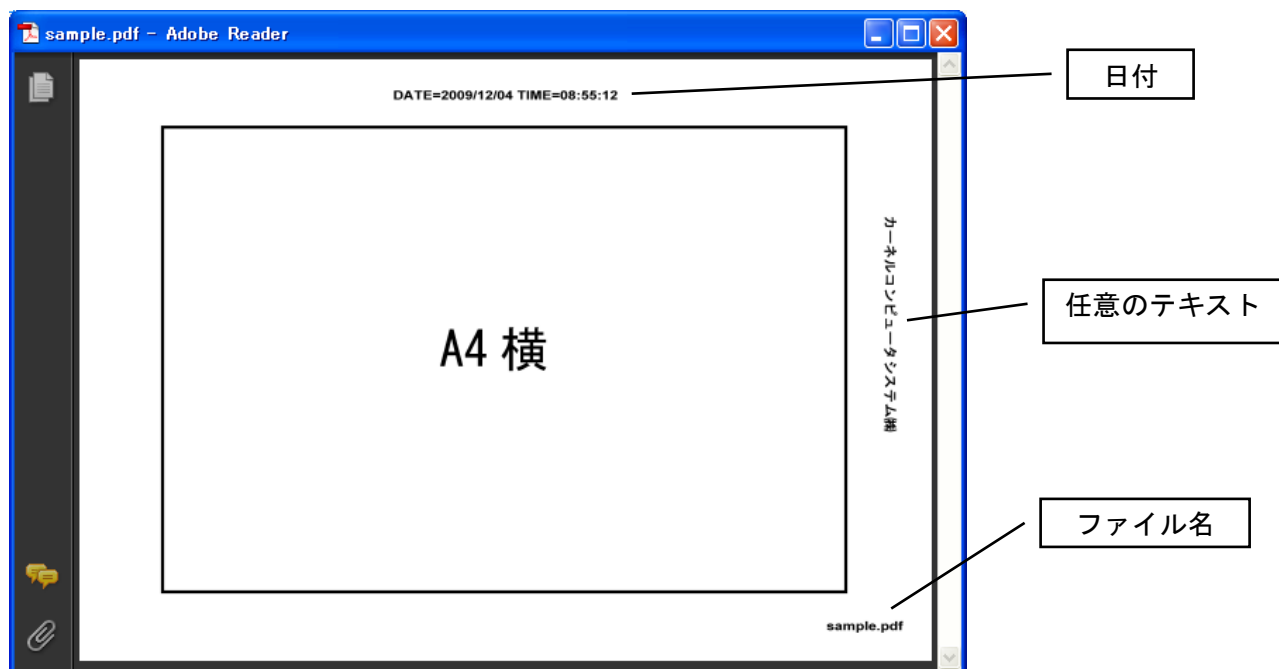 sample.pdf - Adobe Reader
日付
DATE=2009/12/04 TIME=08:55:12
カーネルコンピュータシステム㈱
任意のテキスト
A4 横
ファイル名
sample.pdf